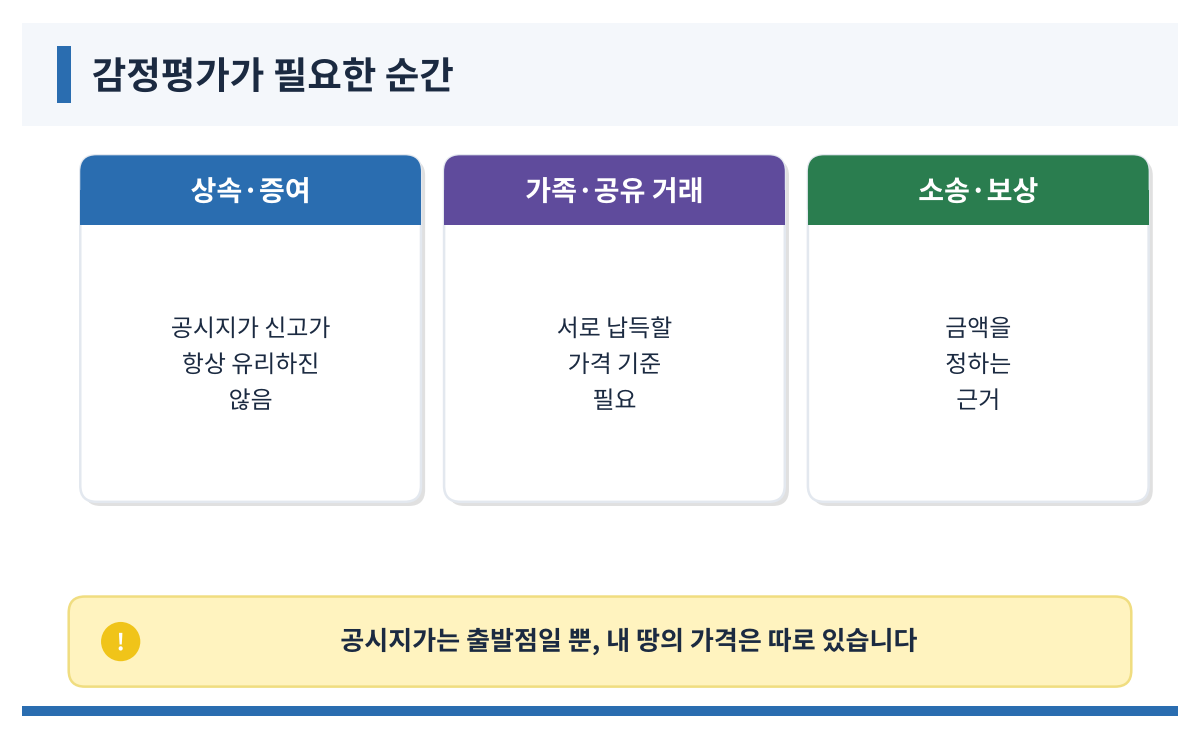 감정평가가 필요한 순간
상속·증여
공시지가 신고가
항상 유리하진
않음
가족·공유 거래
서로 납득할
가격 기준
필요
소송·보상
금액을
정하는
근거
!
공시지가는 출발점일 뿐, 내 땅의 가격은 따로 있습니다